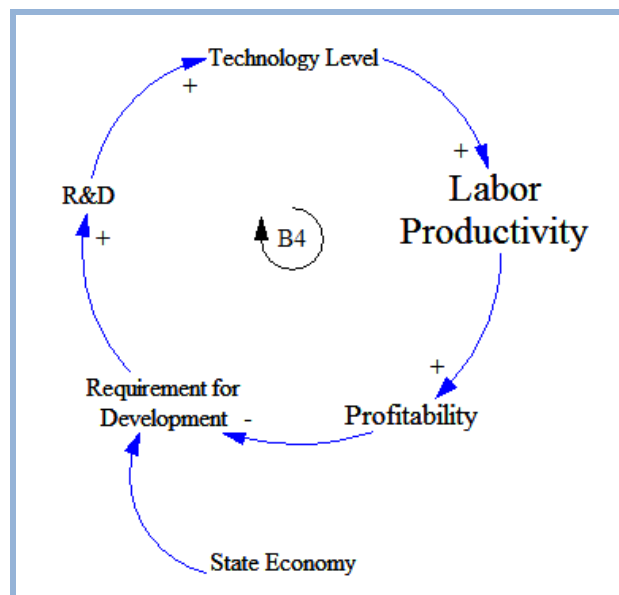 Technology Level
+
+
R&D
Labor
Productivity
B4
+
+
Requirement for
Development -
Profitability
State Economy